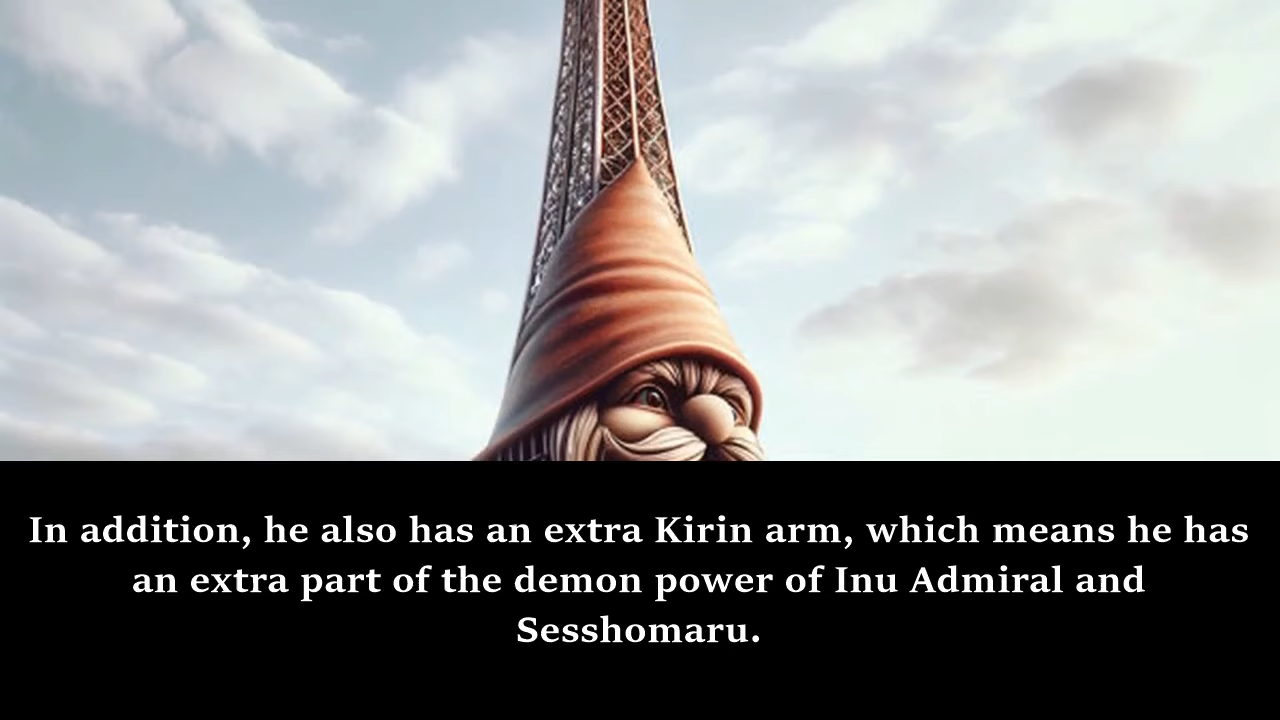 In addition, he also has an extra Kirin arm, which means he has
an extra part of the demon power of Inu Admiral and
Sesshomaru.